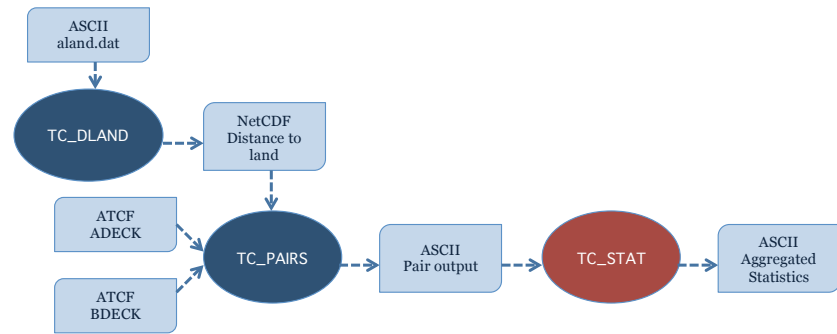 ASCII
aland.dat
TC_DLAND
NetCDF
Distance to
land
ATCF
ADECK
TC_PAIRS
ASCII
Pair output
TC_STAT
ASCII
Aggregated
Statistics
ATCF
BDECK